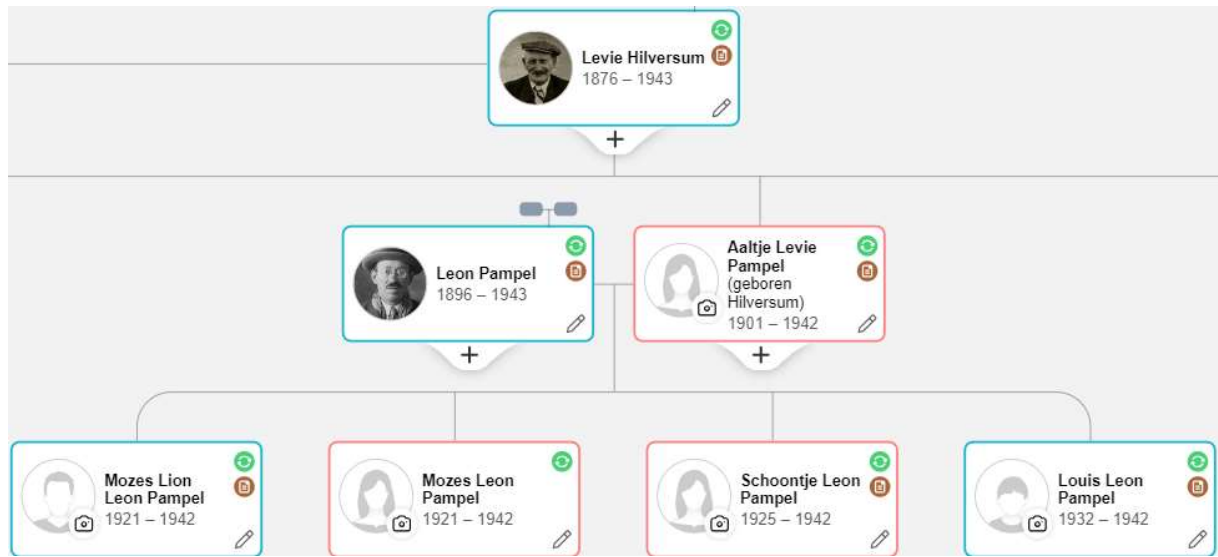 Levie Hilversum
1876 – 1943
Leon Pampel
1896 – 1943
Aaltje Levie
Pampel
(geboren
Hilversum)
1901 – 1942
Mozes Lion
Leon Pampel
1921 – 1942
Mozes Leon
Pampel
1921 – 1942
Schoontje Leon
Pampel
1925 – 1942
Louis Leon
Pampel
1932 – 1942